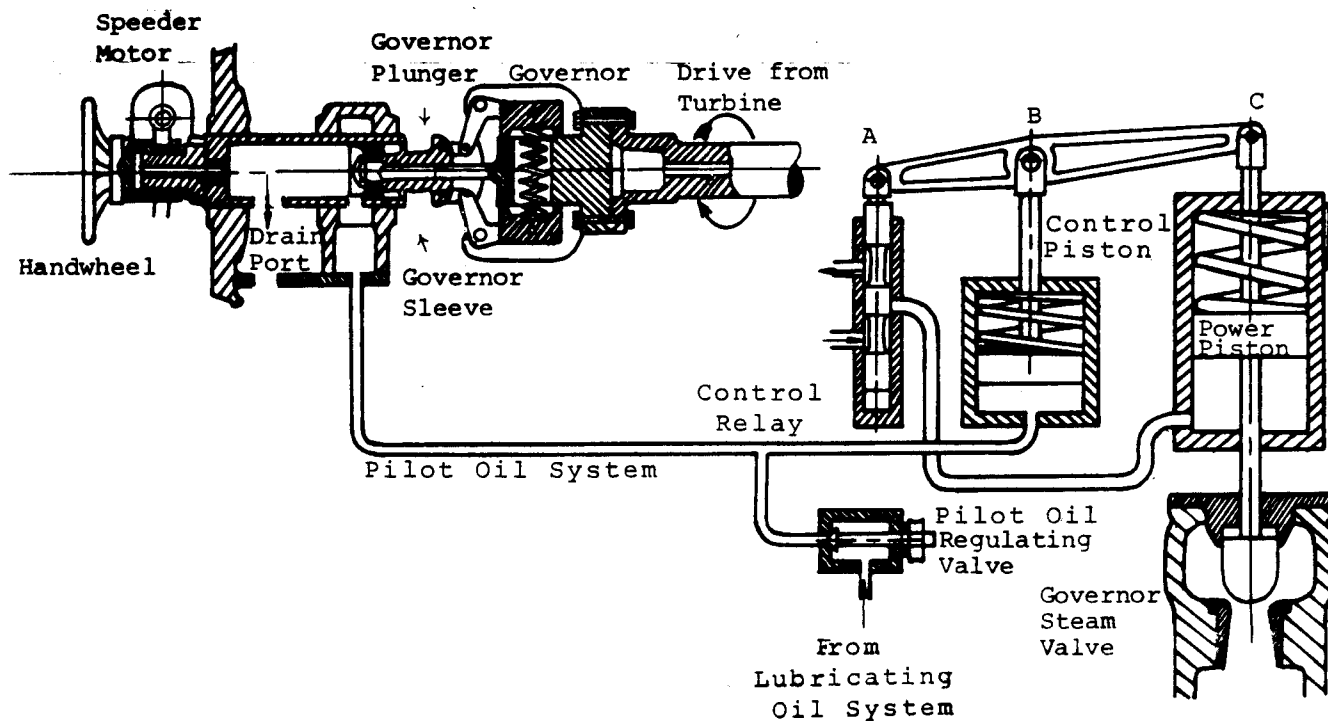 Speeder
Motor
Governor
Plunger
Governor
Drive from
Turbine
A
B
C
Handwheel
Drain
Port
Governor
Sleeve
Control
Piston
Power
Piston
Control
Relay
Pilot Oil System
Pilot Oil
Regulating
Valve
Governor
Steam
Valve
From
Lubricating
Oil System